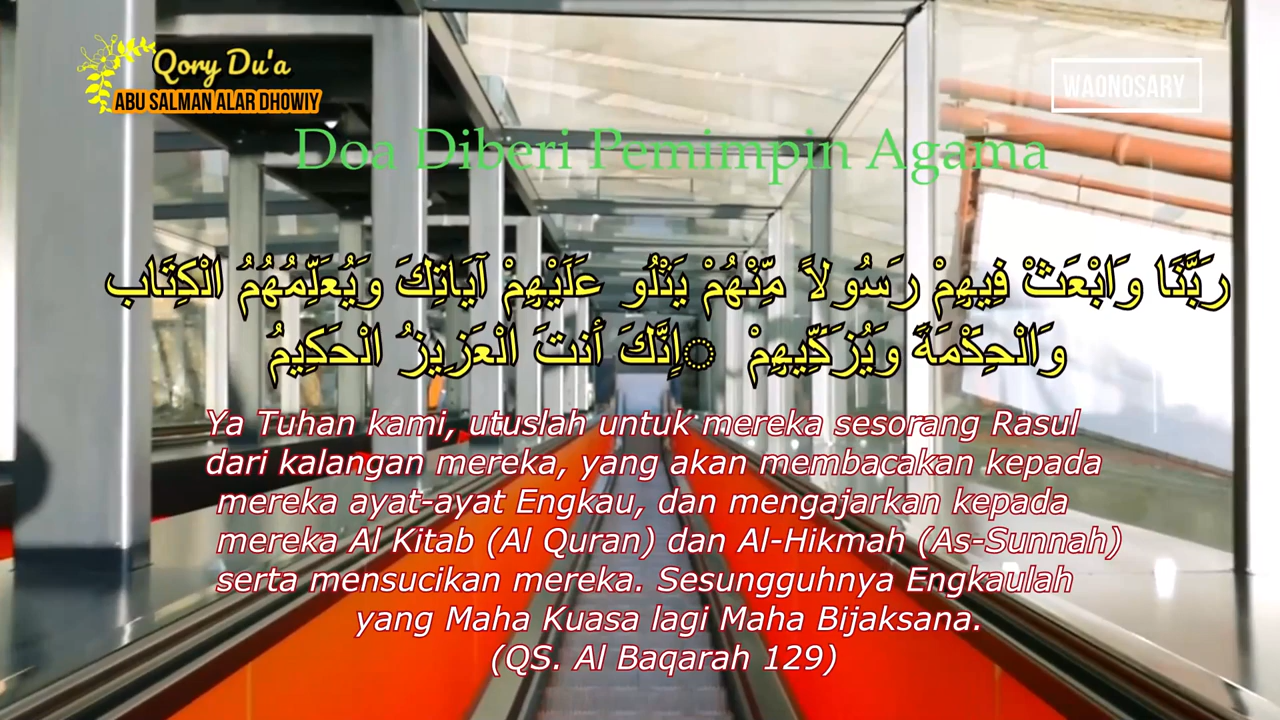 Qory Du'a
ABU SALMAN ALAR DHOWIY
WAONOSARY
Doa Diberi Pemimpin Agama
رَبَّنَا وَابْعَثْ فِيهِمْ رَسُولاً مِّنْهُمْ يَتْلُو عَلَيْهِمْ آيَاتِكَ وَيُعَلِّمُهُمُ الْكِتَاب
وَالْحِكْمَةَ وَيُزَكِّيهِمْ ۚ إِنَّكَ أَنتَ الْعَزِيزُ الْحَكِيمُ
Ya Tuhan kami, utuslah untuk mereka sesorang Rasul
dari kalangan mereka, yang akan membacakan kepada
mereka ayat-ayat Engkau, dan mengajarkan kepada
mereka Al Kitab (Al Quran) dan Al-Hikmah (As-Sunnah)
serta mensucikan mereka. Sesungguhnya Engkaulah
yang Maha Kuasa lagi Maha Bijaksana.
(QS. Al Baqarah 129)